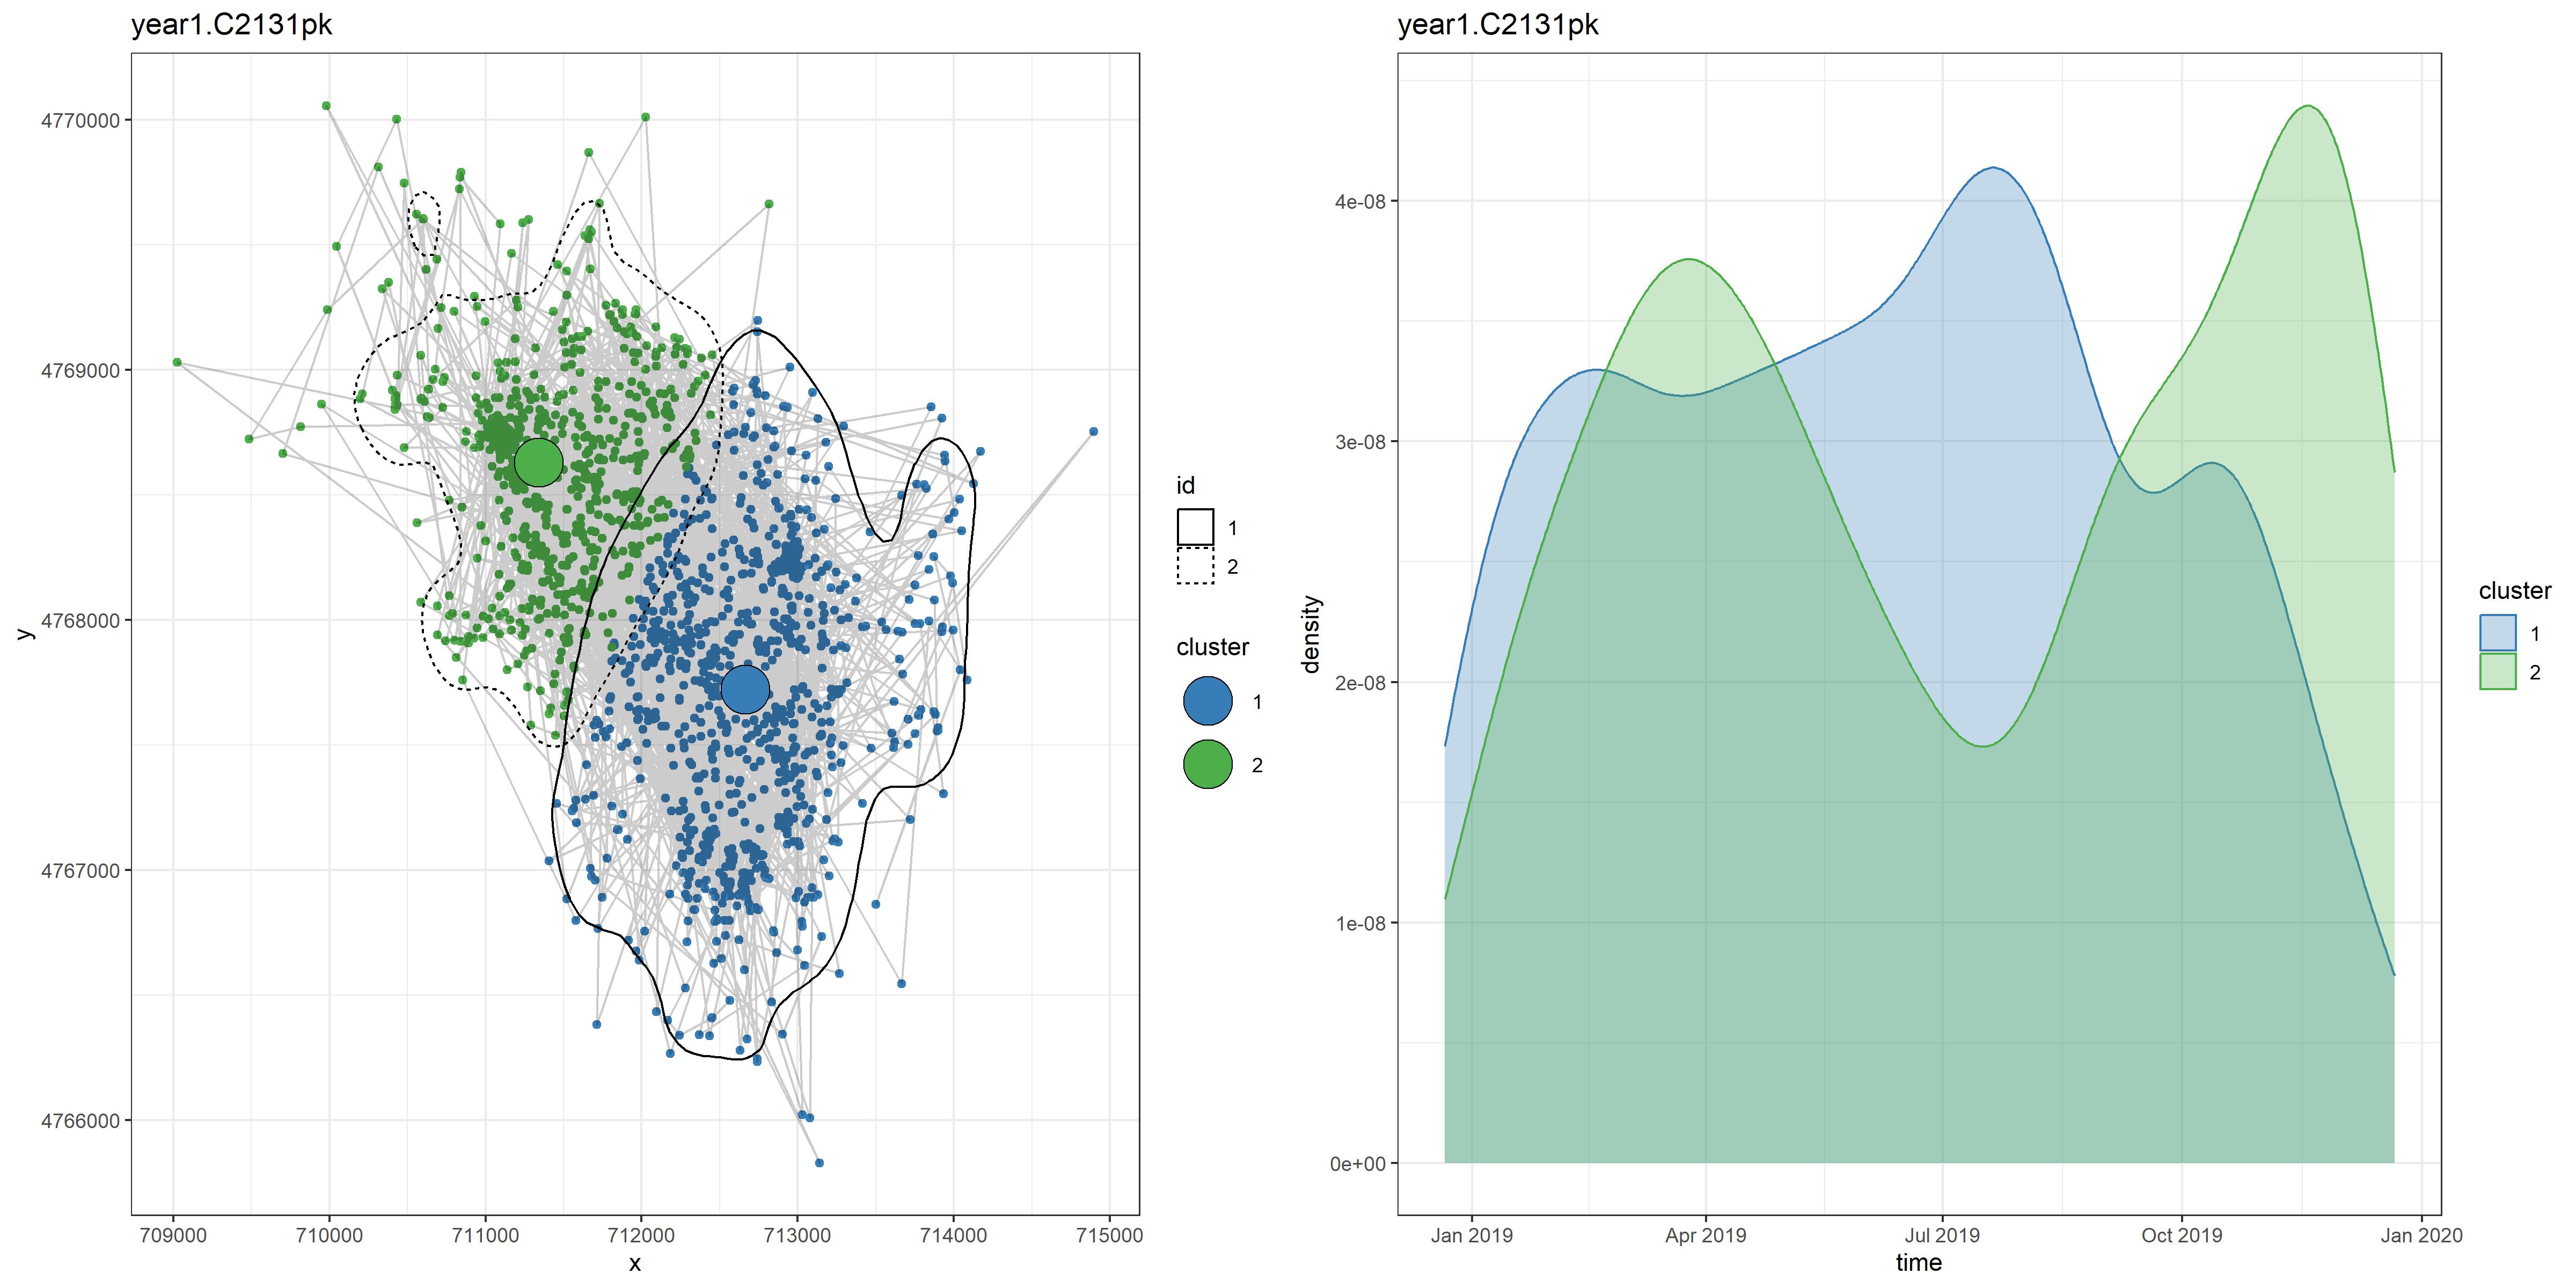 year1.C2131pk
4770000
4769000
4768000
4767000
4766000
y
709000 710000 711000 712000 713000 714000 715000
x
id
1
2
cluster
1
2
year1.C2131pk
4e-08
3e-08
2e-08
1e-08
0e+00
density
Jan 2019 Apr 2019 Jul 2019 Oct 2019 Jan 2020
time
cluster
1
2